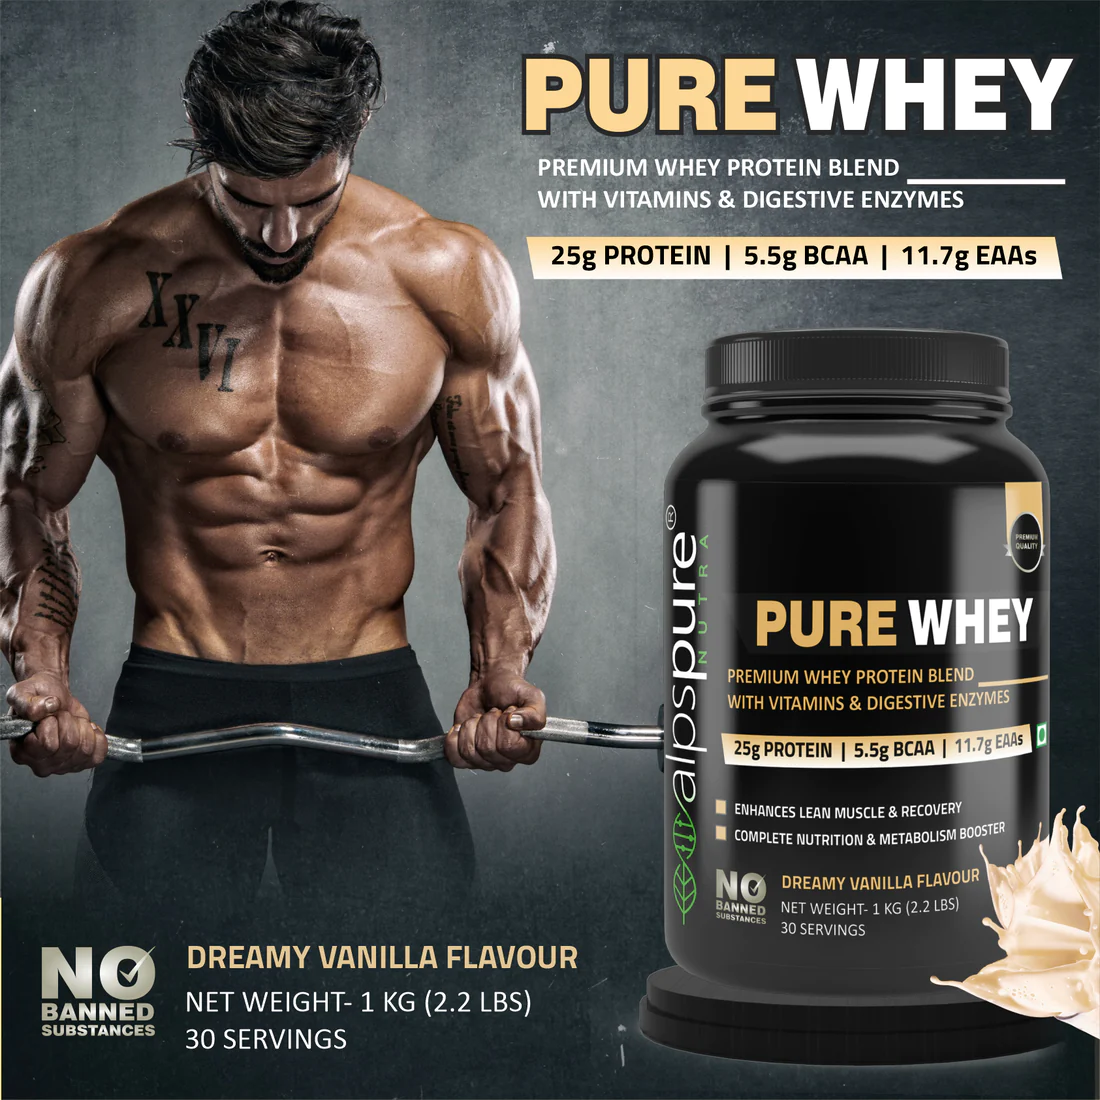 PURE WHEY
PREMIUM WHEY PROTEIN BLEND
WITH VITAMINS & DIGESTIVE ENZYMES
25g PROTEIN | 5.5g BCAA | 11.7g EAAs
XXVI
alpspure®
NUTRA
PREMIUM
QUALITY
PURE WHEY
PREMIUM WHEY PROTEIN BLEND
WITH VITAMINS & DIGESTIVE ENZYMES
25g PROTEIN | 5.5g BCAA | 11.7g EAAs
ENHANCES LEAN MUSCLE & RECOVERY
COMPLETE NUTRITION & METABOLISM BOOSTER
NO
BANNED
SUBSTANCES
DREAMY VANILLA FLAVOUR
NET WEIGHT- 1 KG (2.2 LBS)
30 SERVINGS
NO
BANNED
SUBSTANCES
DREAMY VANILLA FLAVOUR
NET WEIGHT- 1 KG (2.2 LBS)
30 SERVINGS